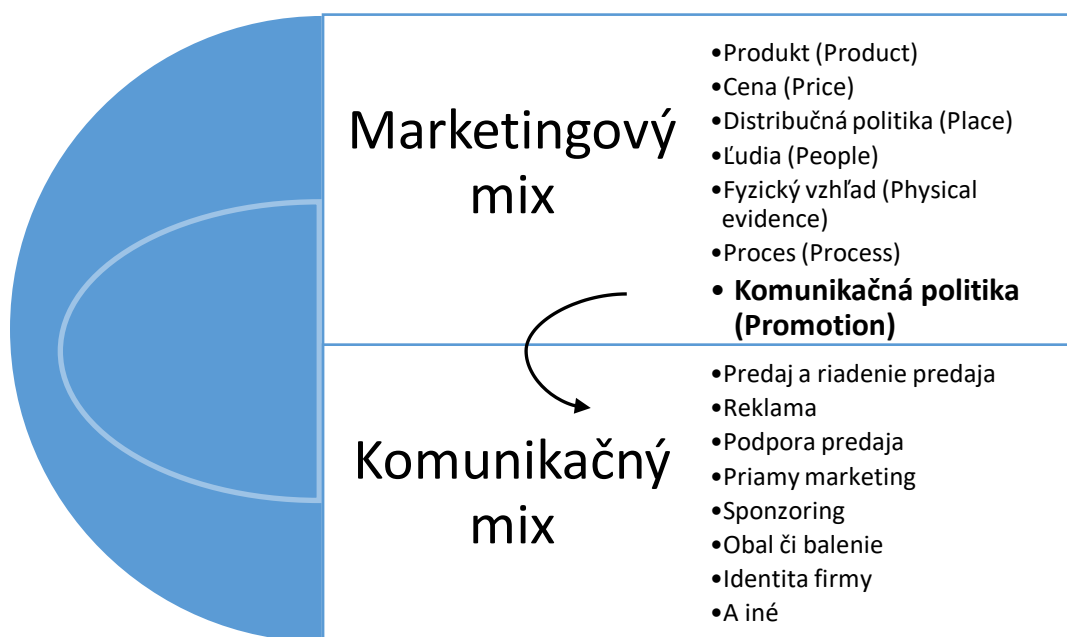 Marketingový
mix
•Produkt (Product)
•Cena (Price)
•Distribučná politika (Place)
•Ľudia (People)
•Fyzický vzhľad (Physical
evidence)
•Proces (Process)
• Komunikačná politika
(Promotion)
Komunikačný
mix
•Predaj a riadenie predaja
•Reklama
•Podpora predaja
•Priamy marketing
•Sponzoring
•Obal či balenie
•Identita firmy
•A iné